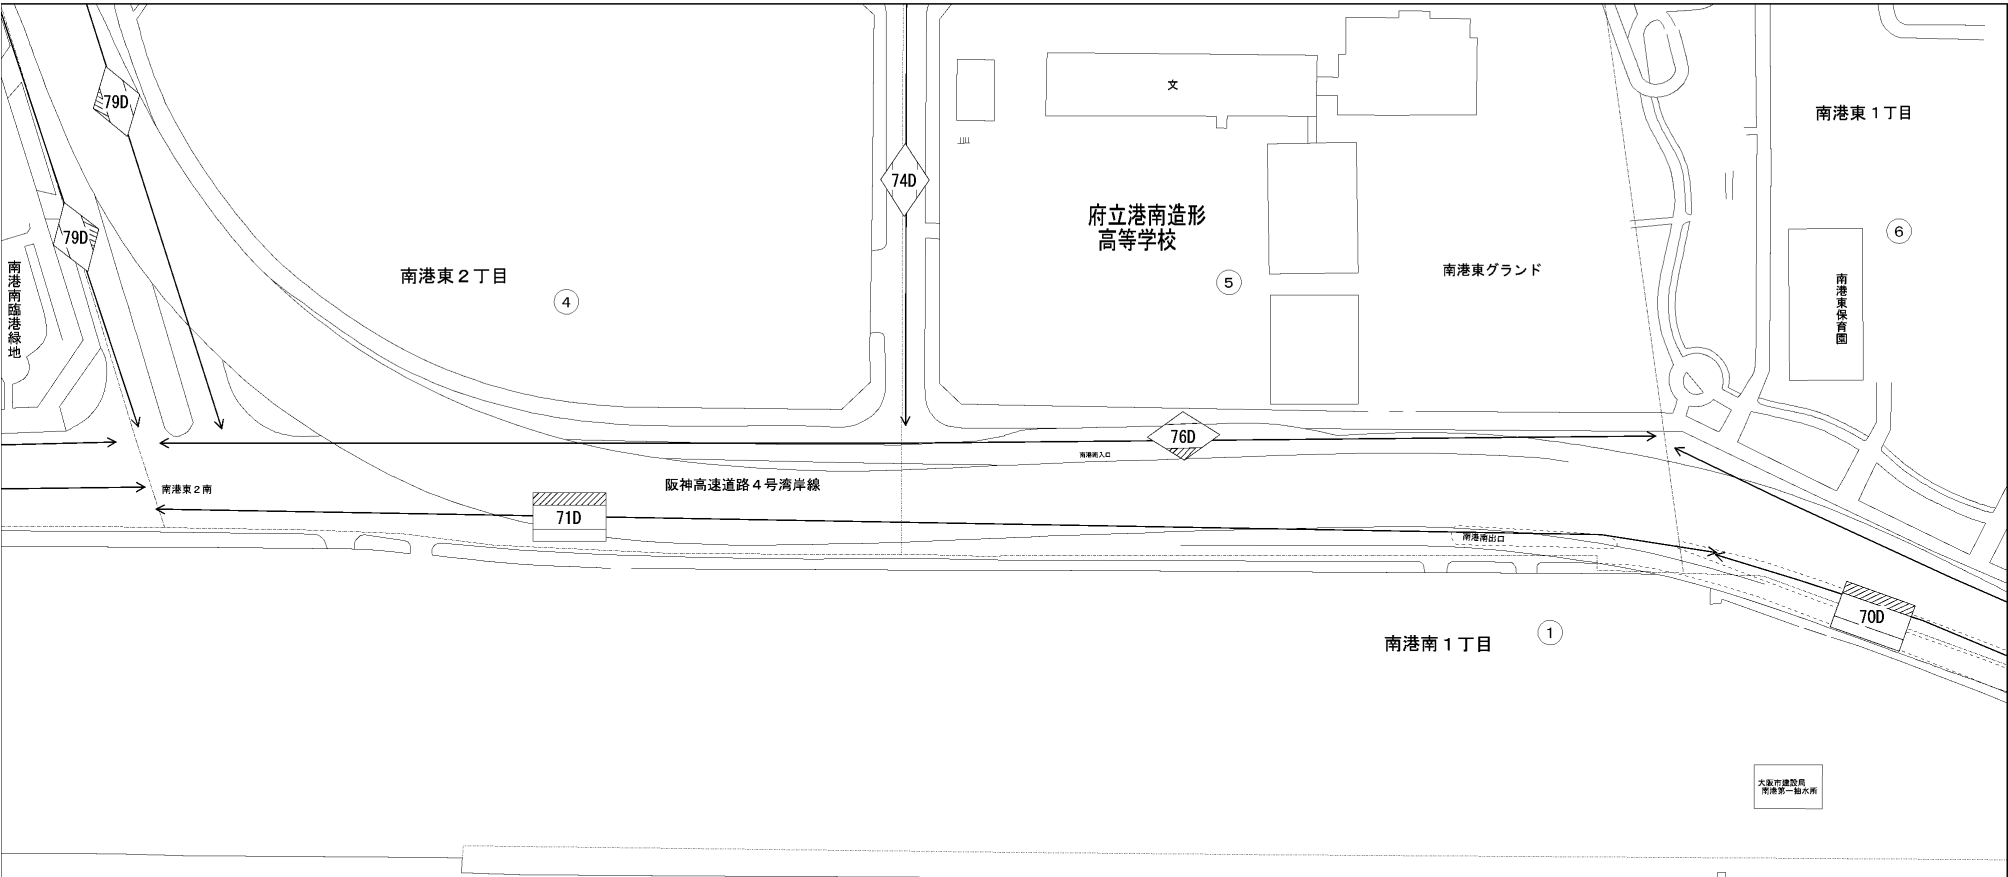 79D
文
南港東１丁目
74D
府立港南造形
高等学校
79D
6
南港東２丁目
4
5
南港東グランド
南港南臨港緑地
南港東保育園
76D
南港南入口
南港東２南
阪神高速道路４号湾岸線
71D
南港南出口
70D
南港南１丁目
1
大阪市建設局
南港第一抽水所